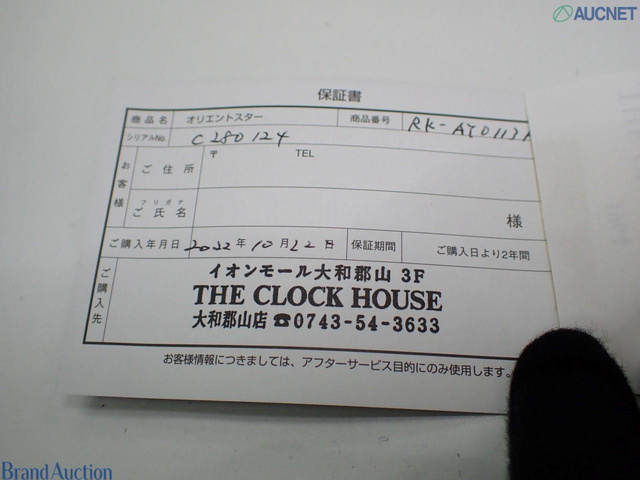 AUCNET
保証書
商品名 オリエントスター 商品番号 RK-AY0113A
シリアルNo. C280124
お客様 ご住所 〒 TEL
フリガナ
ご氏名 様
ご購入年月日 2022年10月22日 保証期間 ご購入日より2年間
ご購入先
イオンモール大和郡山 3F
THE CLOCK HOUSE
大和郡山店 ☎0743-54-3633
お客様情報につきましては、アフターサービス目的にのみ使用します。
Brand Auction